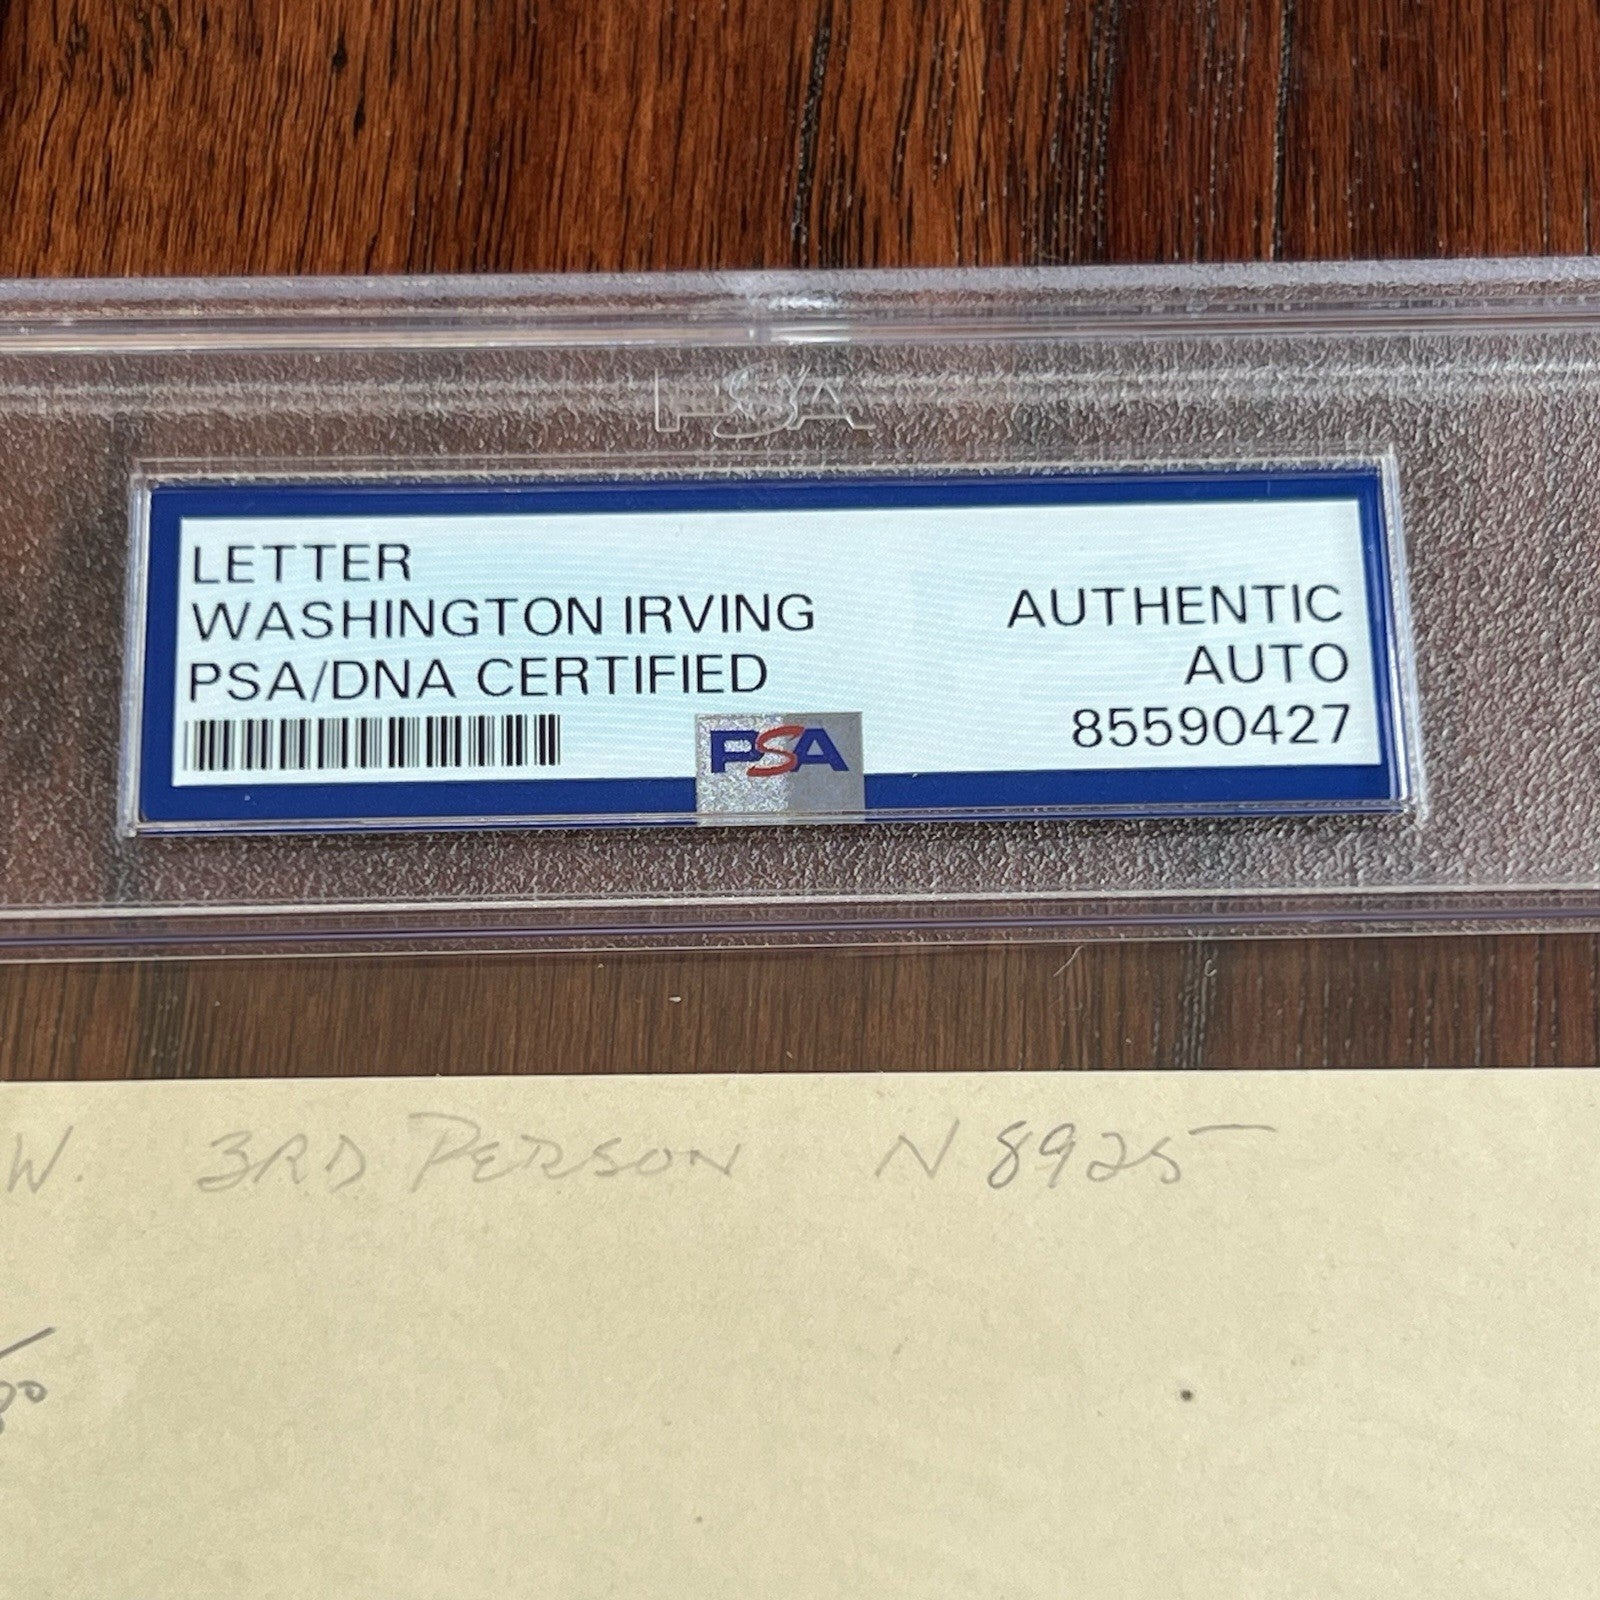 PSA
LETTER
WASHINGTON IRVING
PSA/DNA CERTIFIED
AUTHENTIC
AUTO
85590427
PSA
W. 3RD PERSON N 8925